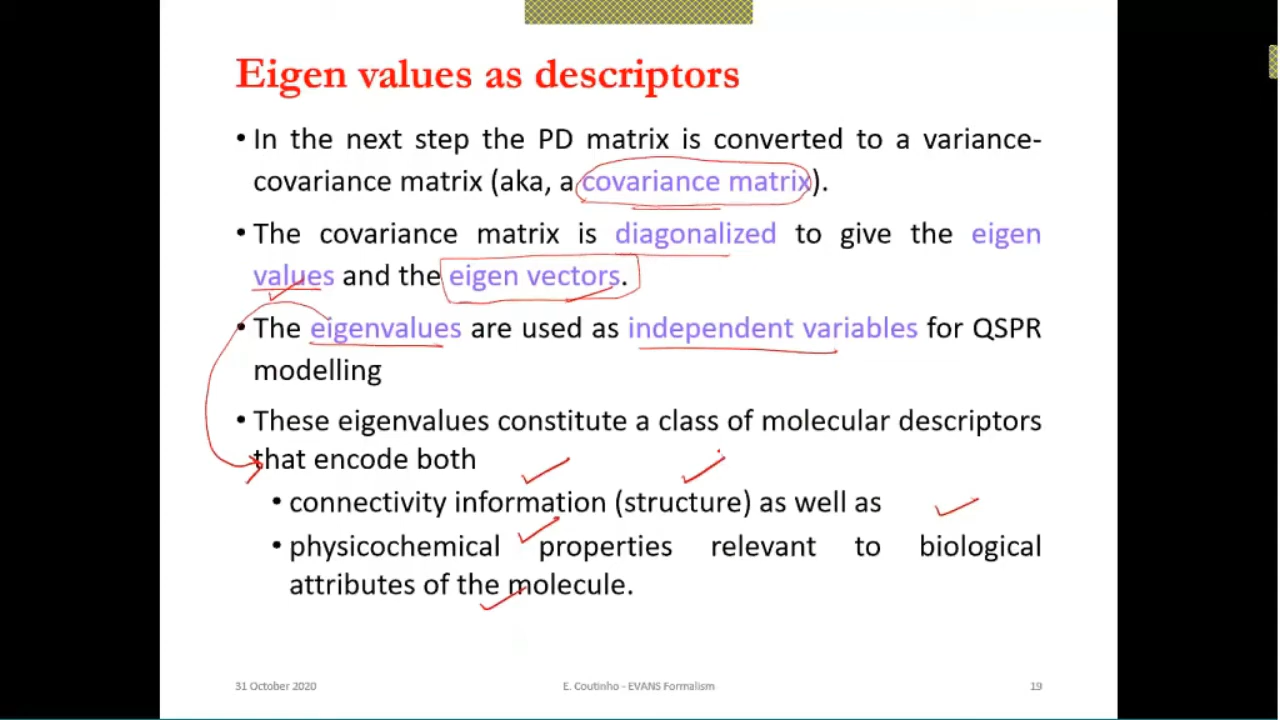 Eigen values as descriptors
• In the next step the PD matrix is converted to a variance-
covariance matrix (aka, a covariance matrix).
• The covariance matrix is diagonalized to give the eigen
values and the eigen vectors.
• The eigenvalues are used as independent variables for QSPR
modelling
• These eigenvalues constitute a class of molecular descriptors
that encode both
• connectivity information (structure) as well as
• physicochemical properties relevant to biological
attributes of the molecule.
31 October 2020 E. Coutinho - EVANS Formalism 19